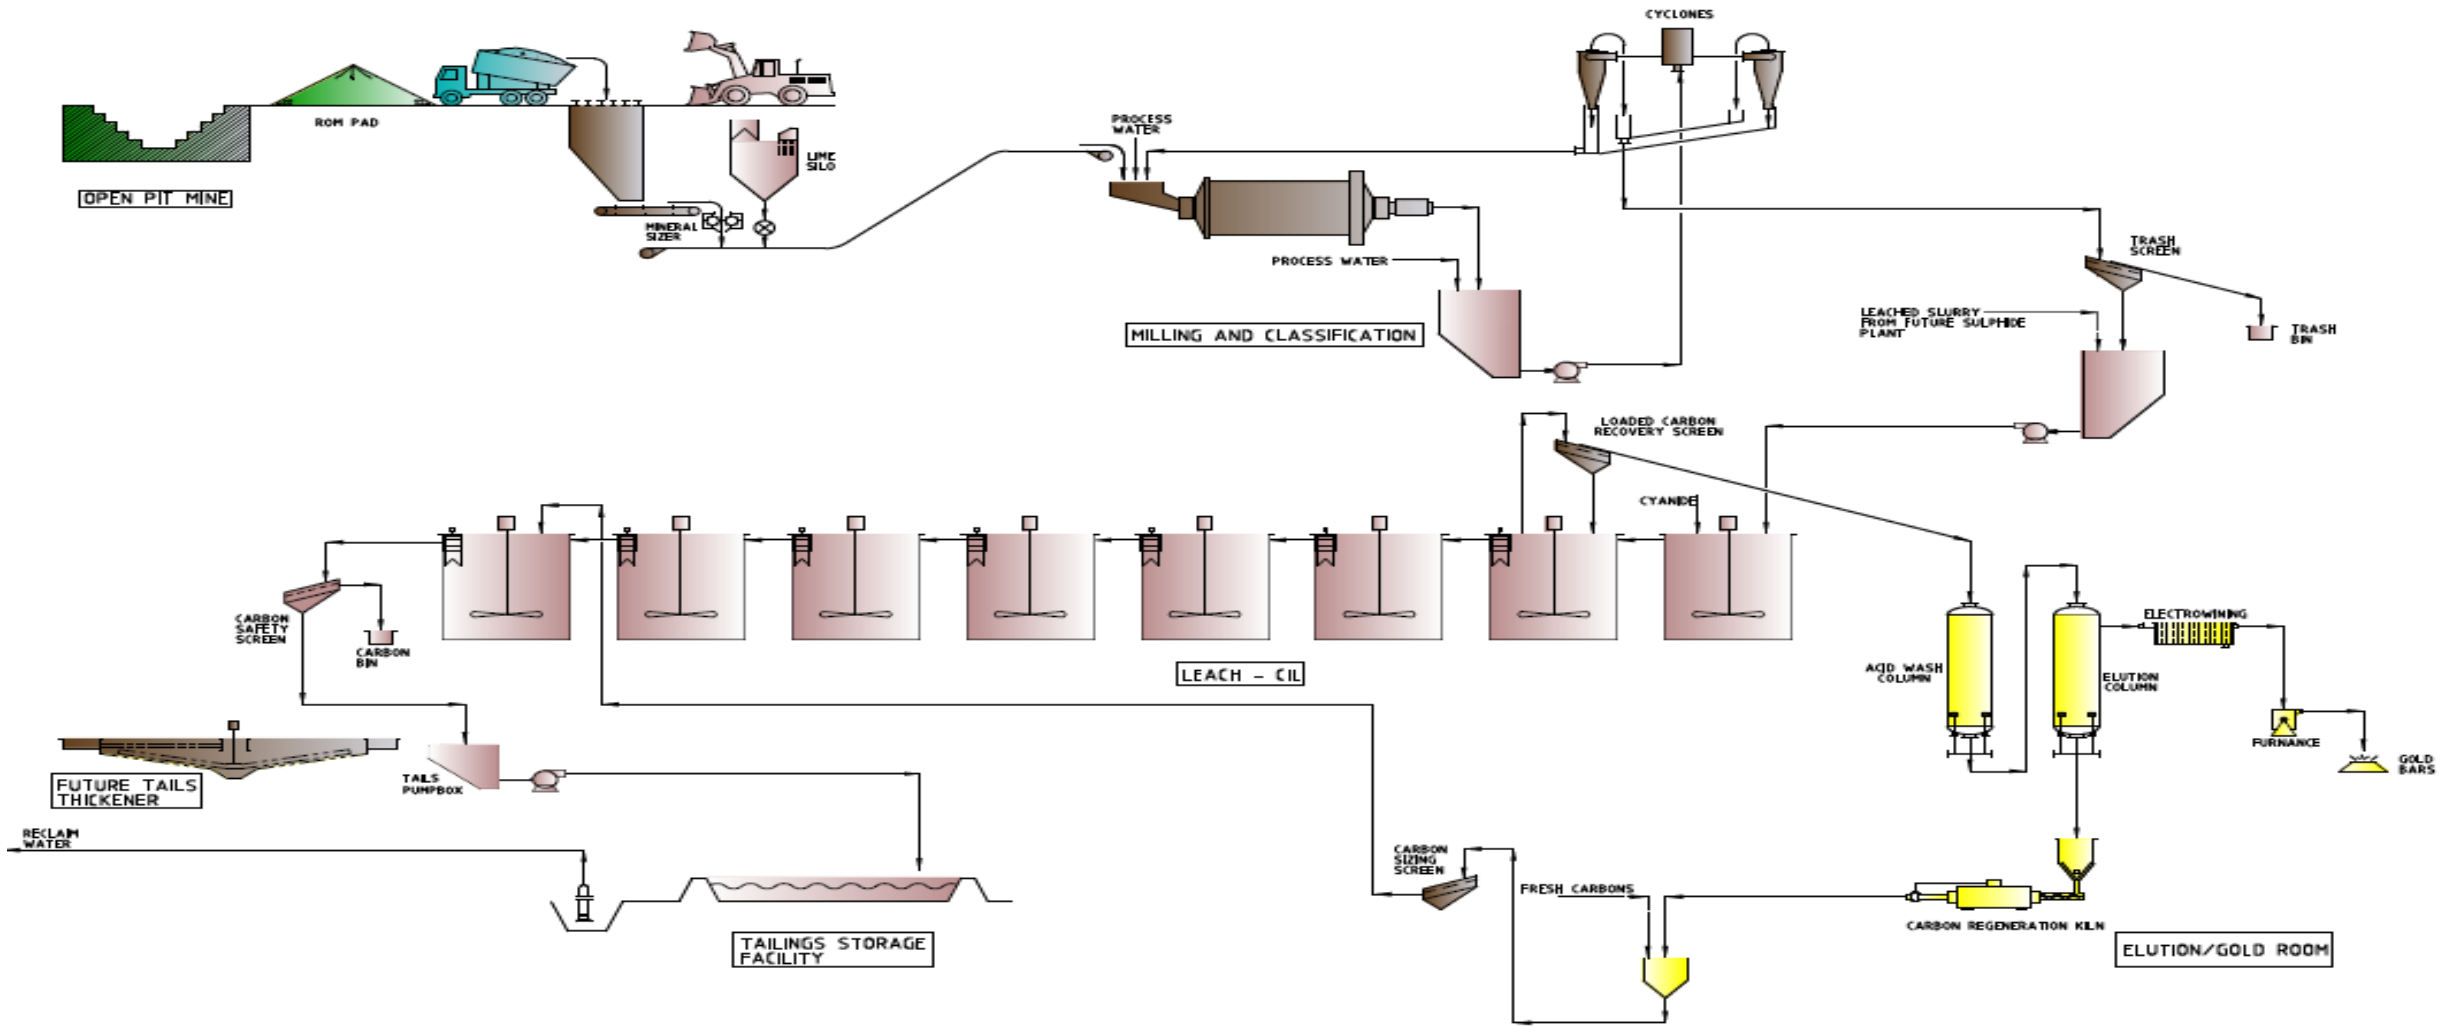 CYCLONES
ROM PAD
PROCESS
WATER
LIME
SILO
OPEN PIT MINE
MINERAL
SIZER
PROCESS WATER
TRASH
SCREEN
MILLING AND CLASSIFICATION
LEACHED SLURRY
FROM FUTURE SULPHIDE
PLANT
TRASH
BIN
LOADED CARBON
RECOVERY SCREEN
CYANIDE
CARBON
SAFETY
SCREEN
CARBON
BIN
LEACH - CIL
ACID WASH
COLUMN
ELECTROWINING
ELUTION
COLUMN
FURNANCE
GOLD
BARS
FUTURE TAILS
THICKENER
TAILS
PUMPBOX
RECLAIM
WATER
CARBON
SIZING
SCREEN
FRESH CARBONS
CARBON REGENERATION KILN
TAILINGS STORAGE
FACILITY
ELUTION/GOLD ROOM